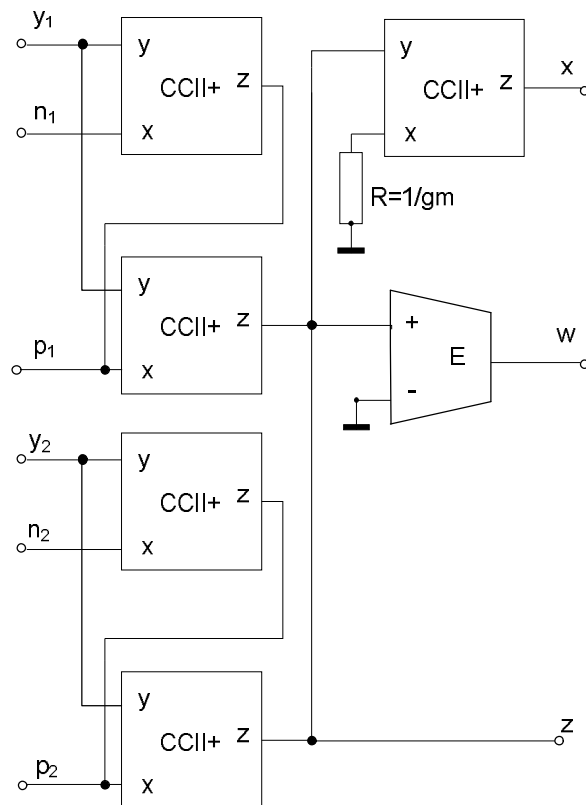 y1
n1
y
x
CCII+
z
y
x
CCII+
z
x
R=1/gm
p1
y
x
CCII+
z
+
-
E
w
y2
n2
y
x
CCII+
z
p2
y
x
CCII+
z
z